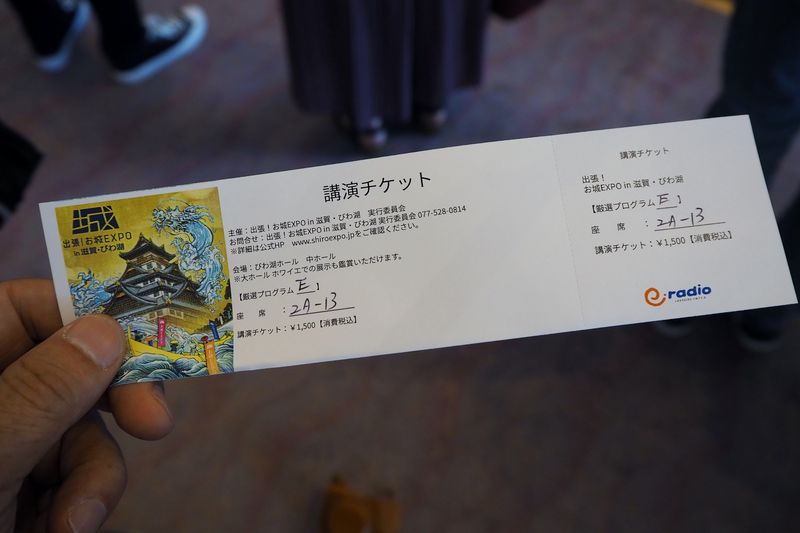 出張！お城EXPO
in 滋賀・びわ湖
講演チケット
主催：出張！お城EXPO in 滋賀・びわ湖　実行委員会
お問合せ：出張！お城EXPO in 滋賀・びわ湖 実行委員会 077-528-0814
※詳細は公式HP　www.shiroexpo.jpをご確認ください。
会場：びわ湖ホール　中ホール
※大ホール ホワイエでの展示も鑑賞いただけます。
【厳選プログラム E 】
座　席　：2A-13
講演チケット：￥1,500【消費税込】
講演チケット
出張！
お城EXPO in 滋賀・びわ湖
【厳選プログラム E 】
座　席　：2A-13
講演チケット：￥1,500【消費税込】
e-radio